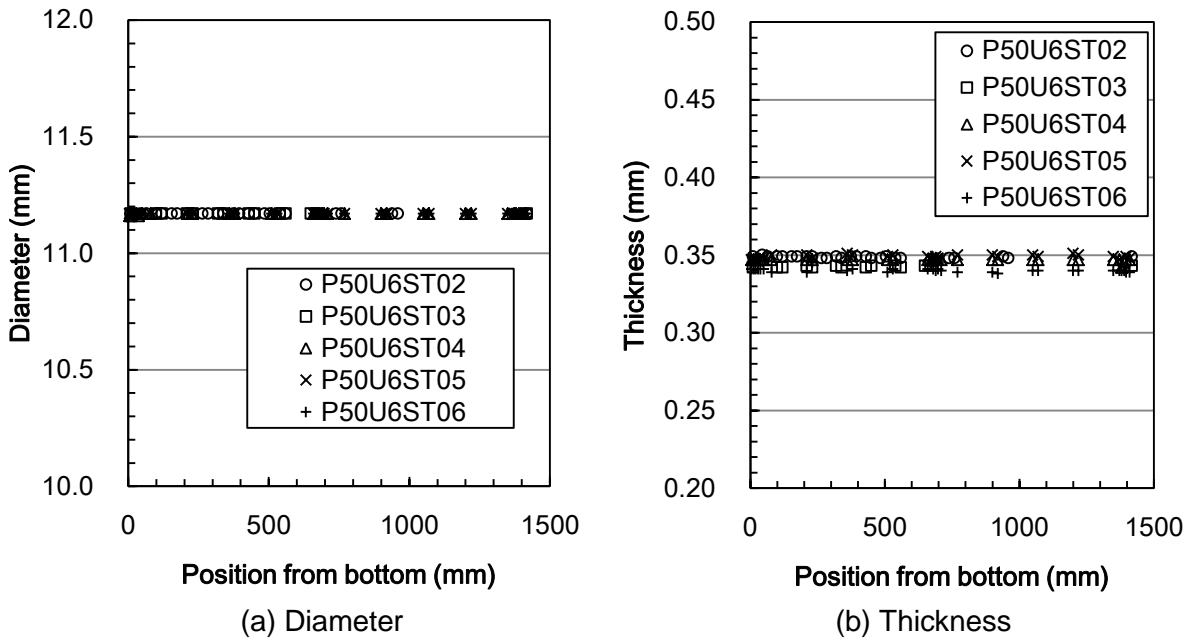 12.0
11.5
11.0
10.5
10.0
Diameter (mm)
P50U6ST02
P50U6ST03
P50U6ST04
P50U6ST05
P50U6ST06
0 500 1000 1500
Position from bottom (mm)
(a) Diameter
0.50
0.45
0.40
0.35
0.30
0.25
0.20
Thickness (mm)
P50U6ST02
P50U6ST03
P50U6ST04
P50U6ST05
P50U6ST06
0 500 1000 1500
Position from bottom (mm)
(b) Thickness